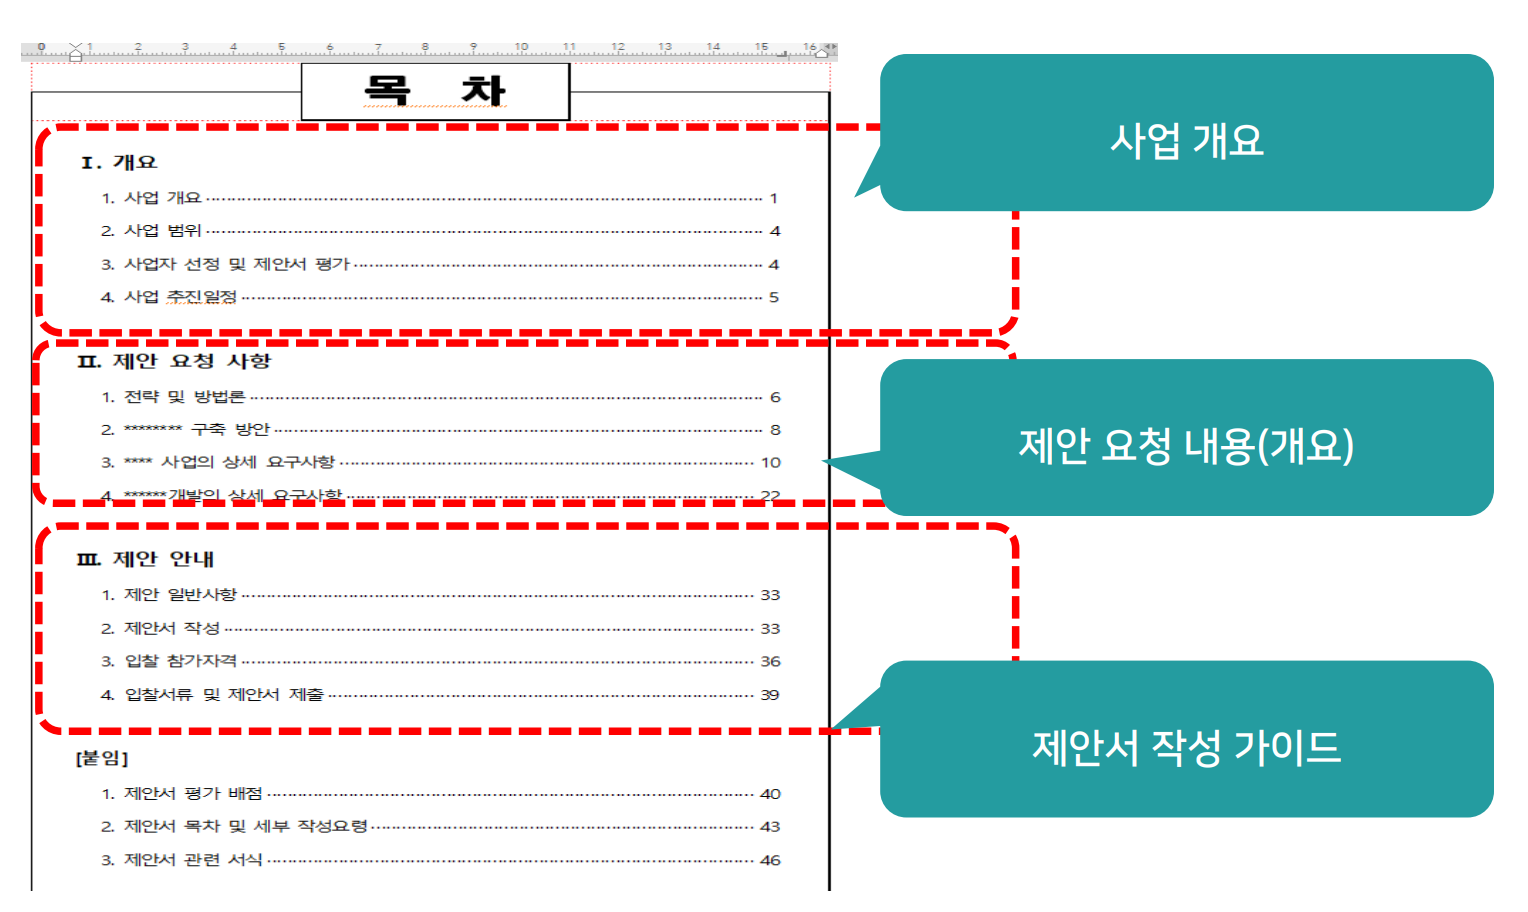 0 1 2 3 4 5 6 7 8 9 10 11 12 13 14 15 16
목 차
Ⅰ. 개요
1. 사업 개요 1
2. 사업 범위 4
3. 사업자 선정 및 제안서 평가 4
4. 사업 추진일정 5
Ⅱ. 제안 요청 사항
1. 전략 및 방법론 6
2. ******** 구축 방안 8
3. **** 사업의 상세 요구사항 10
4. ******개발의 상세 요구사항 22
Ⅲ. 제안 안내
1. 제안 일반사항 33
2. 제안서 작성 33
3. 입찰 참가자격 36
4. 입찰서류 및 제안서 제출 39
[붙임]
1. 제안서 평가 배점 40
2. 제안서 목차 및 세부 작성요령 43
3. 제안서 관련 서식 46
사업 개요
제안 요청 내용(개요)
제안서 작성 가이드